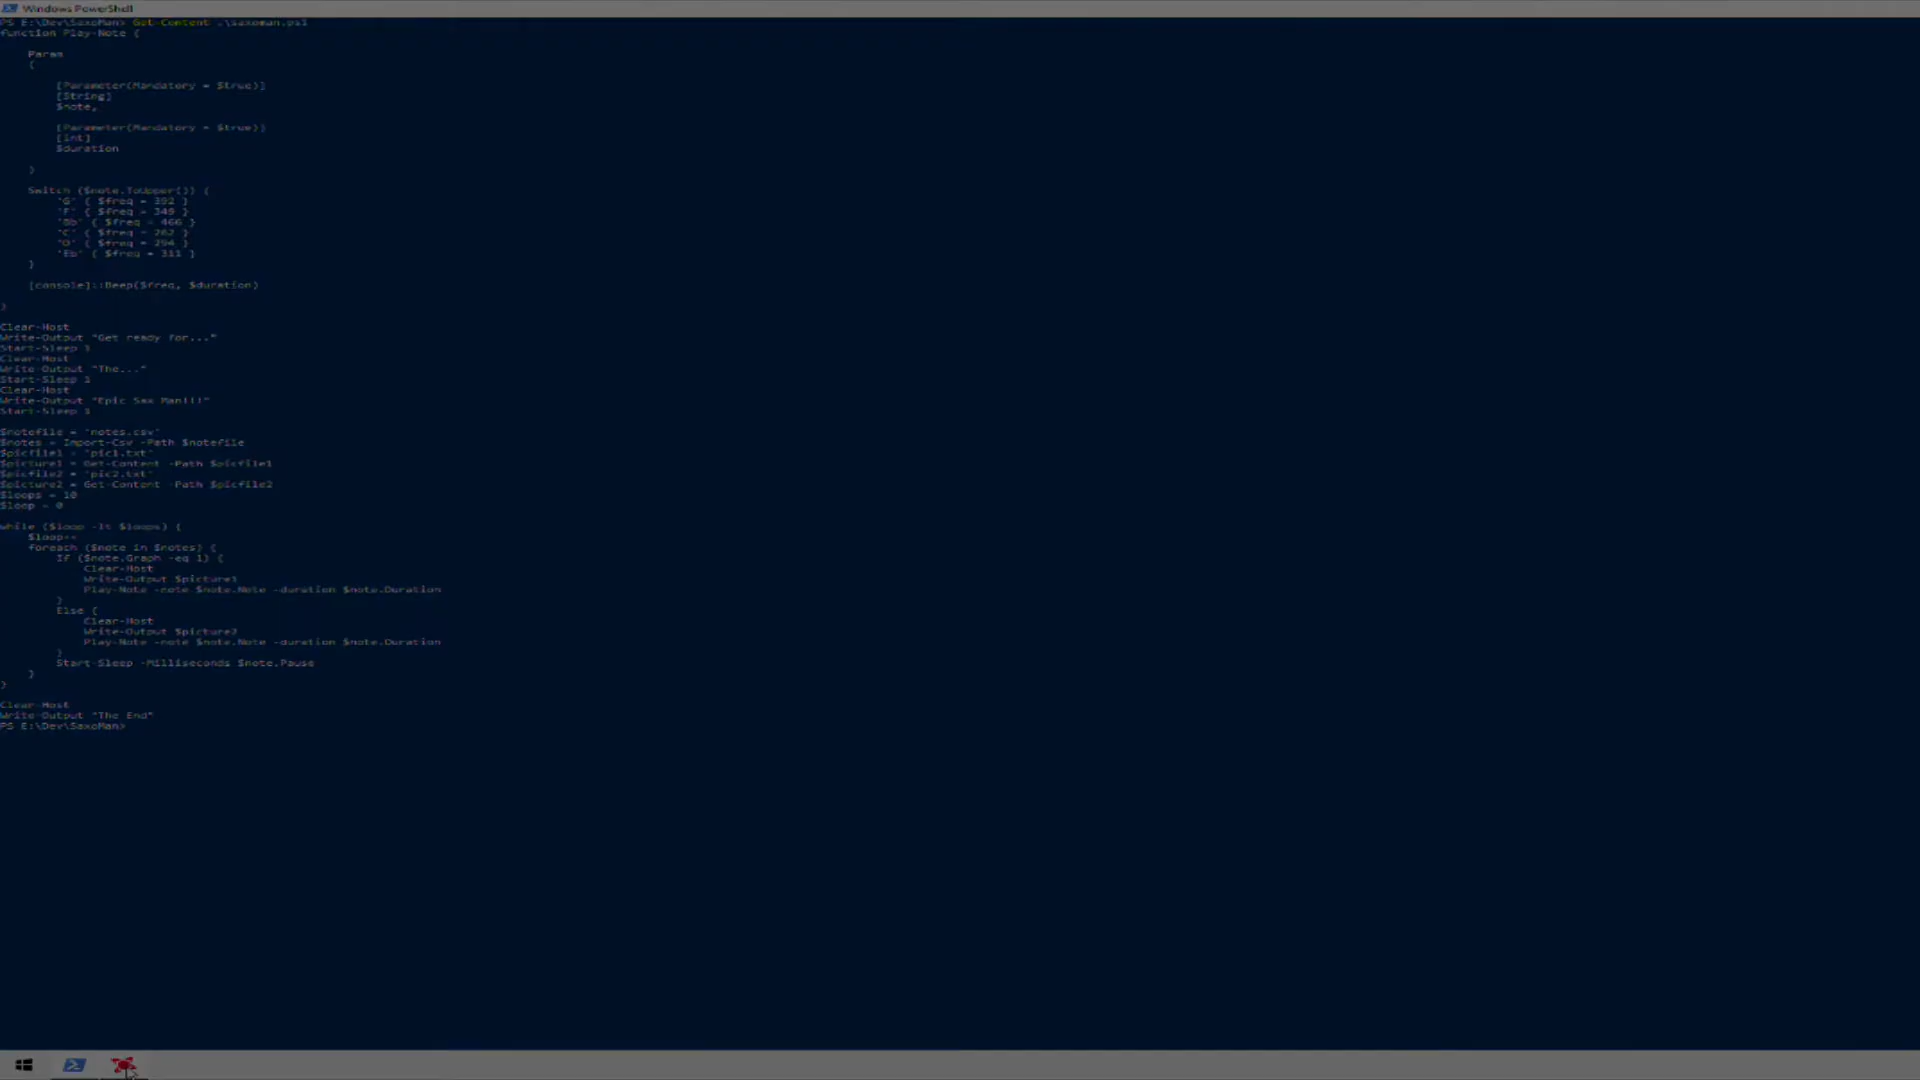 Windows PowerShell
PS E:\Dev\SaxoMan> Get-Content .\saxoman.ps1
function Play-Note {
Param
(
[Parameter(Mandatory = $true)]
[String]
$note,
[Parameter(Mandatory = $true)]
[int]
$duration
)
Switch ($note.ToUpper()) {
'G' { $freq = 392 }
'F' { $freq = 349 }
'Bb' { $freq = 466 }
'C' { $freq = 262 }
'D' { $freq = 294 }
'Eb' { $freq = 311 }
}
[console]::Beep($freq, $duration)
}
Clear-Host
Write-Output "Get ready for..."
Start-Sleep 1
Clear-Host
Write-Output "The..."
Start-Sleep 1
Clear-Host
Write-Output "Epic Sax Man!!!"
Start-Sleep 1
$notefile = 'notes.csv'
$notes = Import-Csv -Path $notefile
$picfile1 = 'pic1.txt'
$picture1 = Get-Content -Path $picfile1
$picfile2 = 'pic2.txt'
$picture2 = Get-Content -Path $picfile2
$loops = 10
$loop = 0
while ($loop -lt $loops) {
$loop++
foreach ($note in $notes) {
If ($note.Graph -eq 1) {
Clear-Host
Write-Output $picture1
Play-Note -note $note.Note -duration $note.Duration
}
Else {
Clear-Host
Write-Output $picture2
Play-Note -note $note.Note -duration $note.Duration
}
Start-Sleep -Milliseconds $note.Pause
}
}
Clear-Host
Write-Output "The End"
PS E:\Dev\SaxoMan>